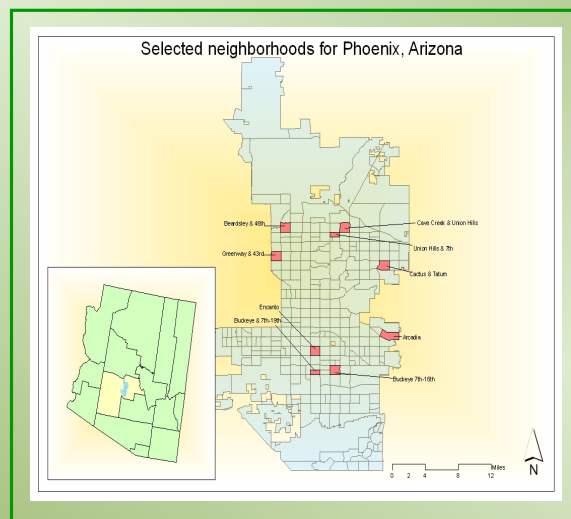 Selected neighborhoods for Phoenix, Arizona
Beardsley & 48th
Cave Creek & Union Hills
Union Hills & 7th
Greenway & 43rd
Cactus & Tatum
Encanto
Buckeye & 7th-19th
Arcadia
Buckeye 7th-16th
Miles
0 2 4 8 12
N